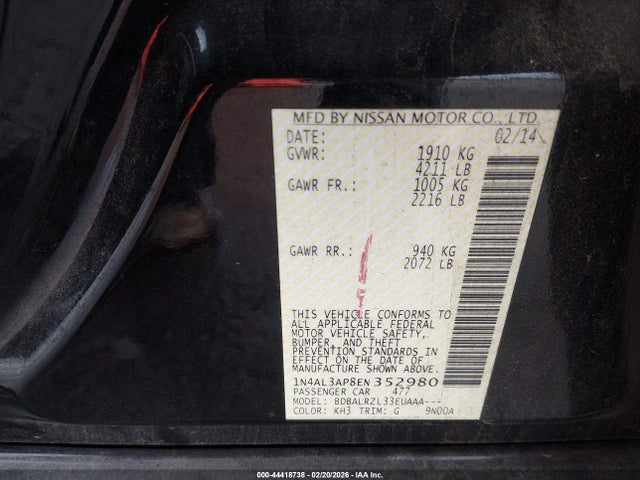 MFD BY NISSAN MOTOR CO., LTD.
DATE: 02/14
GVWR: 1910 KG
4211 LB
GAWR FR.: 1005 KG
2216 LB
GAWR RR.: 940 KG
2072 LB
THIS VEHICLE CONFORMS TO
ALL APPLICABLE FEDERAL
MOTOR VEHICLE SAFETY,
BUMPER, AND THEFT
PREVENTION STANDARDS IN
EFFECT ON THE DATE OF
MANUFACTURE SHOWN ABOVE.
1N4AL3AP8EN352980
PASSENGER CAR 477
MODEL: BDBALRZL33EUAAA---
COLOR: KH3 TRIM: G 9N00A
000-44418738 - 02/20/2026 - IAA Inc.